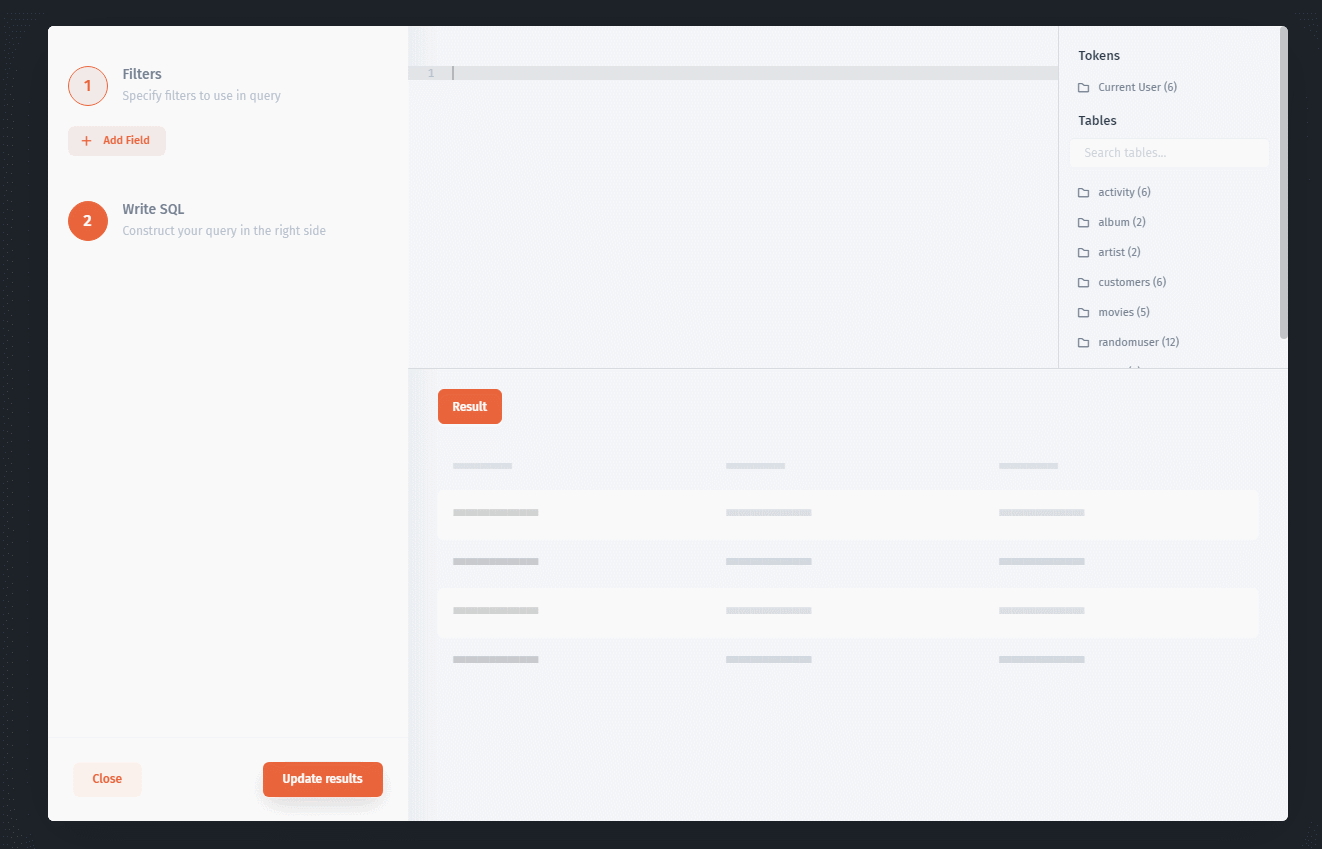 1
Filters
Specify filters to use in query
+ Add Field
2
Write SQL
Construct your query in the right side
Close
Update results
1
Tokens
Current User (6)
Tables
Search tables...
activity (6)
album (2)
artist (2)
customers (6)
movies (5)
randomuser (12)
Result